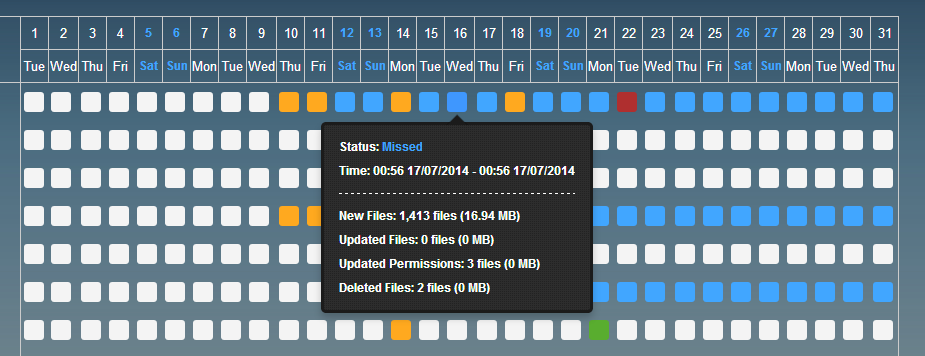 1 2 3 4 5 6 7 8 9 10 11 12 13 14 15 16 17 18 19 20 21 22 23 24 25 26 27 28 29 30 31
Tue Wed Thu Fri Sat Sun Mon Tue Wed Thu Fri Sat Sun Mon Tue Wed Thu Fri Sat Sun Mon Tue Wed Thu Fri Sat Sun Mon Tue Wed Thu
Status: Missed
Time: 00:56 17/07/2014 - 00:56 17/07/2014
New Files: 1,413 files (16.94 MB)
Updated Files: 0 files (0 MB)
Updated Permissions: 3 files (0 MB)
Deleted Files: 2 files (0 MB)